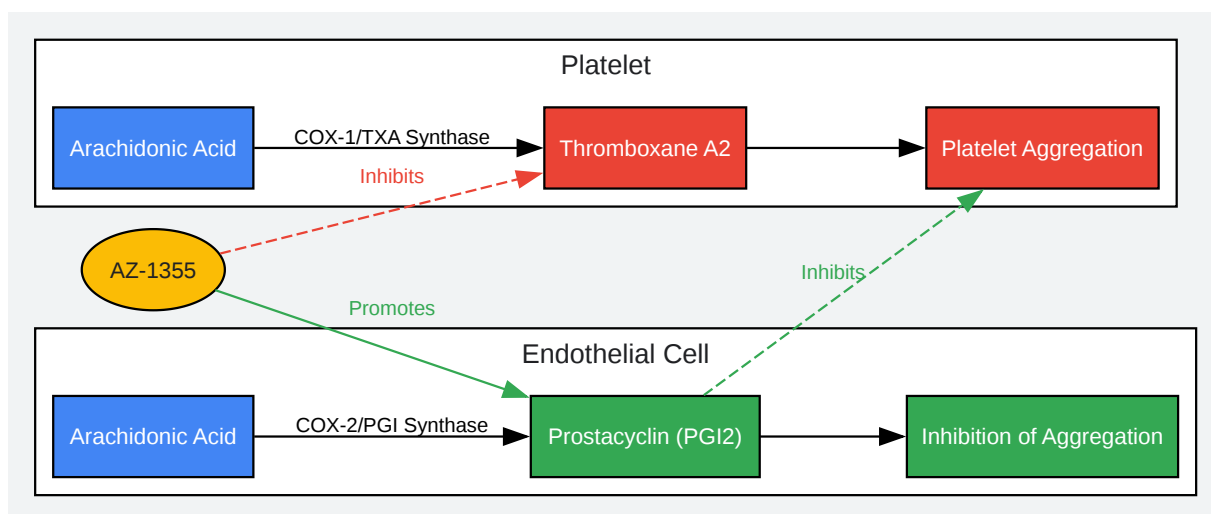 Platelet
Arachidonic Acid
COX-1/TXA Synthase
Thromboxane A2
Platelet Aggregation
Inhibits
AZ-1355
Inhibits
Promotes
Endothelial Cell
Arachidonic Acid
COX-2/PGI Synthase
Prostacyclin (PGI2)
Inhibition of Aggregation